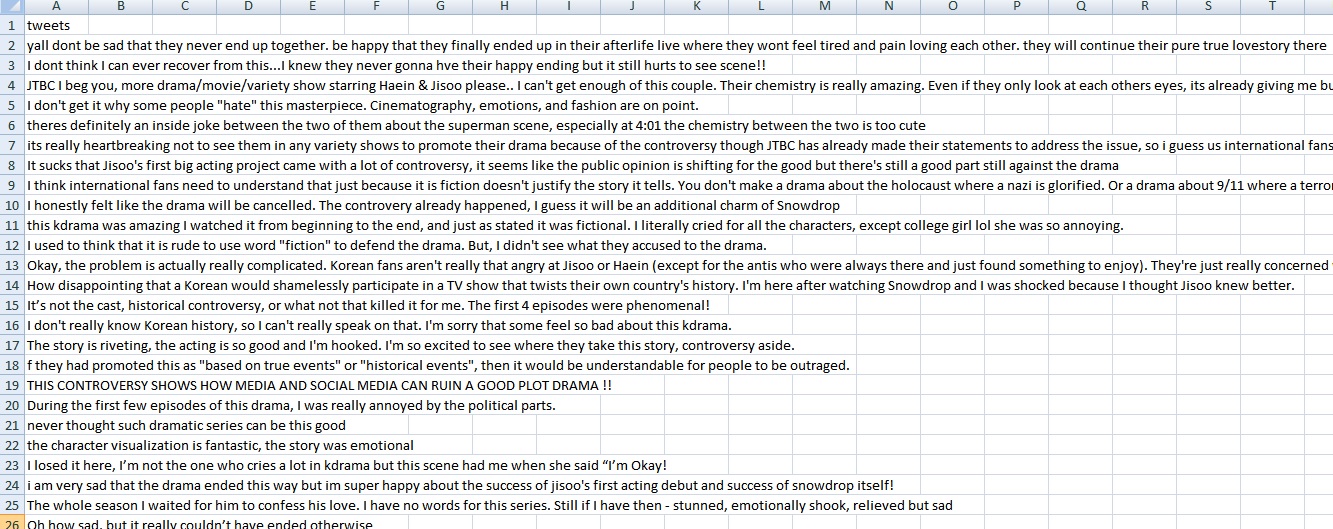 A B C D E F G H I J K L M N O P Q R S T
1 tweets
2 yall dont be sad that they never end up together. be happy that they finally ended up in their afterlife live where they wont feel tired and pain loving each other. they will continue their pure true lovestory there
3 I dont think I can ever recover from this...I knew they never gonna hve their happy ending but it still hurts to see scene!!
4 JTBC I beg you, more drama/movie/variety show starring Haein & Jisoo please.. I can't get enough of this couple. Their chemistry is really amazing. Even if they only look at each others eyes, its already giving me
5 I don't get it why some people "hate" this masterpiece. Cinematography, emotions, and fashion are on point.
6 theres definitely an inside joke between the two of them about the superman scene, especially at 4:01 the chemistry between the two is too cute
7 its really heartbreaking not to see them in any variety shows to promote their drama because of the controversy though JTBC has already made their statements to address the issue, so i guess us international fans
8 It sucks that Jisoo's first big acting project came with a lot of controversy, it seems like the public opinion is shifting for the good but there's still a good part still against the drama
9 I think international fans need to understand that just because it is fiction doesn't justify the story it tells. You don't make a drama about the holocaust where a nazi is glorified. Or a drama about 9/11 where a
10 I honestly felt like the drama will be cancelled. The controvery already happened, I guess it will be an additional charm of Snowdrop
11 this kdrama was amazing I watched it from beginning to the end, and just as stated it was fictional. I literally cried for all the characters, except college girl lol she was so annoying.
12 I used to think that it is rude to use word "fiction" to defend the drama. But, I didn't see what they accused to the drama.
13 Okay, the problem is actually really complicated. Korean fans aren't really that angry at Jisoo or Haein (except for the antis who were always there and just found something to enjoy). They're just really concerned
14 How disappointing that a Korean would shamelessly participate in a TV show that twists their own country's history. I'm here after watching Snowdrop and I was shocked because I thought Jisoo knew better.
15 It’s not the cast, historical controversy, or what not that killed it for me. The first 4 episodes were phenomenal!
16 I don't really know Korean history, so I can't really speak on that. I'm sorry that some feel so bad about this kdrama.
17 The story is riveting, the acting is so good and I'm hooked. I'm so excited to see where they take this story, controversy aside.
18 f they had promoted this as "based on true events" or "historical events", then it would be understandable for people to be outraged.
19 THIS CONTROVERSY SHOWS HOW MEDIA AND SOCIAL MEDIA CAN RUIN A GOOD PLOT DRAMA !!
20 During the first few episodes of this drama, I was really annoyed by the political parts.
21 never thought such dramatic series can be this good
22 the character visualization is fantastic, the story was emotional
23 I losed it here, I’m not the one who cries a lot in kdrama but this scene had me when she said “I’m Okay!
24 i am very sad that the drama ended this way but im super happy about the success of jisoo's first acting debut and success of snowdrop itself!
25 The whole season I waited for him to confess his love. I have no words for this series. Still if I have then - stunned, emotionally shook, relieved but sad
26 Oh how sad, but it really couldn’t have ended otherwise